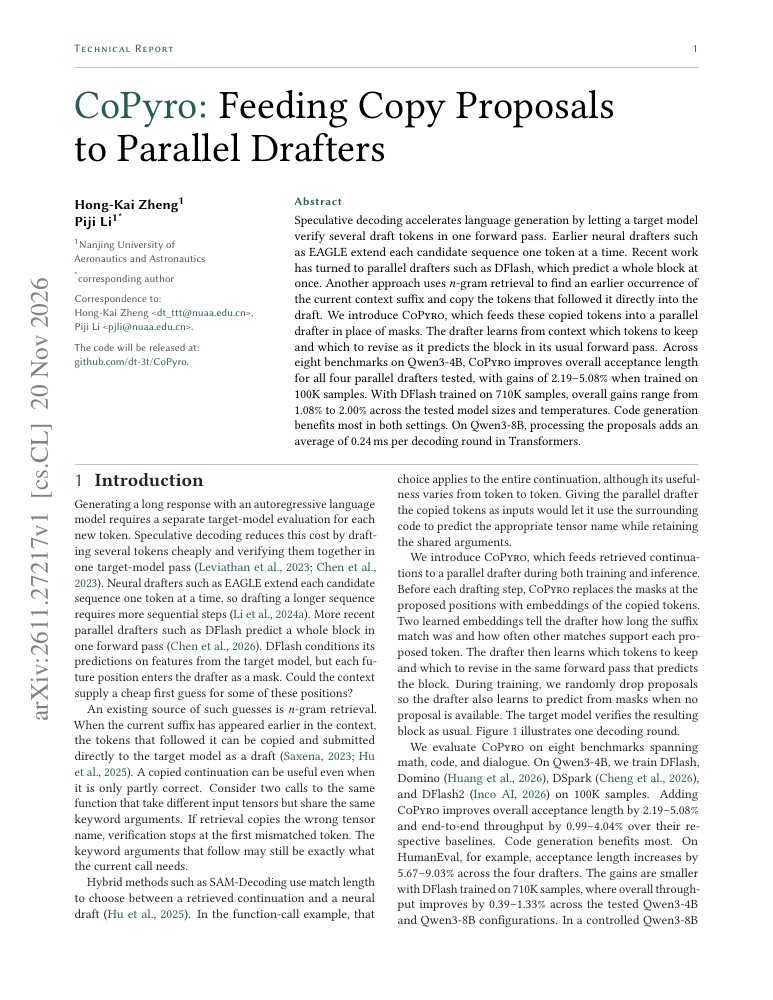 TECHNICAL REPORT
1
CoPyro: Feeding Copy Proposals
to Parallel Drafters
Hong-Kai Zheng1
Piji Li1*
1Nanjing University of
Aeronautics and Astronautics
*corresponding author
Correspondence to:
Hong-Kai Zheng <dt_ttt@nuaa.edu.cn>,
Piji Li <pjli@nuaa.edu.cn>.
The code will be released at:
github.com/dt-3t/CoPyro.
Abstract
Speculative decoding accelerates language generation by letting a target model
verify several draft tokens in one forward pass. Earlier neural drafters such
as EAGLE extend each candidate sequence one token at a time. Recent work
has turned to parallel drafters such as DFlash, which predict a whole block at
once. Another approach uses n-gram retrieval to find an earlier occurrence of
the current context suffix and copy the tokens that followed it directly into the
draft. We introduce COPYRO, which feeds these copied tokens into a parallel
drafter in place of masks. The drafter learns from context which tokens to keep
and which to revise as it predicts the block in its usual forward pass. Across
eight benchmarks on Qwen3-4B, COPYRO improves overall acceptance length
for all four parallel drafters tested, with gains of 2.19–5.08% when trained on
100K samples. With DFlash trained on 710K samples, overall gains range from
1.08% to 2.00% across the tested model sizes and temperatures. Code generation
benefits most in both settings. On Qwen3-8B, processing the proposals adds an
average of 0.24 ms per decoding round in Transformers.
arXiv:2611.27217v1 [cs.CL] 20 Nov 2026
1 Introduction
Generating a long response with an autoregressive language
model requires a separate target-model evaluation for each
new token. Speculative decoding reduces this cost by draft-
ing several tokens cheaply and verifying them together in
one target-model pass (Leviathan et al., 2023; Chen et al.,
2023). Neural drafters such as EAGLE extend each candidate
sequence one token at a time, so drafting a longer sequence
requires more sequential steps (Li et al., 2024a). More recent
parallel drafters such as DFlash predict a whole block in
one forward pass (Chen et al., 2026). DFlash conditions its
predictions on features from the target model, but each fu-
ture position enters the drafter as a mask. Could the context
supply a cheap first guess for some of these positions?
An existing source of such guesses is n-gram retrieval.
When the current suffix has appeared earlier in the context,
the tokens that followed it can be copied and submitted
directly to the target model as a draft (Saxena, 2023; Hu
et al., 2025). A copied continuation can be useful even when
it is only partly correct. Consider two calls to the same
function that take different input tensors but share the same
keyword arguments. If retrieval copies the wrong tensor
name, verification stops at the first mismatched token. The
keyword arguments that follow may still be exactly what
the current call needs.
Hybrid methods such as SAM-Decoding use match length
to choose between a retrieved continuation and a neural
draft (Hu et al., 2025). In the function-call example, that
choice applies to the entire continuation, although its useful-
ness varies from token to token. Giving the parallel drafter
the copied tokens as inputs would let it use the surrounding
code to predict the appropriate tensor name while retaining
the shared arguments.
We introduce COPYRO, which feeds retrieved continua-
tions to a parallel drafter during both training and inference.
Before each drafting step, COPYRO replaces the masks at the
proposed positions with embeddings of the copied tokens.
Two learned embeddings tell the drafter how long the suffix
match was and how often other matches support each pro-
posed token. The drafter then learns which tokens to keep
and which to revise in the same forward pass that predicts
the block. During training, we randomly drop proposals
so the drafter also learns to predict from masks when no
proposal is available. The target model verifies the resulting
block as usual. Figure 1 illustrates one decoding round.
We evaluate COPYRO on eight benchmarks spanning
math, code, and dialogue. On Qwen3-4B, we train DFlash,
Domino (Huang et al., 2026), DSpark (Cheng et al., 2026),
and DFlash2 (Inco AI, 2026) on 100K samples. Adding
COPYRO improves overall acceptance length by 2.19–5.08%
and end-to-end throughput by 0.99–4.04% over their re-
spective baselines. Code generation benefits most. On
HumanEval, for example, acceptance length increases by
5.67–9.03% across the four drafters. The gains are smaller
with DFlash trained on 710K samples, where overall through-
put improves by 0.39–1.33% across the tested Qwen3-4B
and Qwen3-8B configurations. In a controlled Qwen3-8B